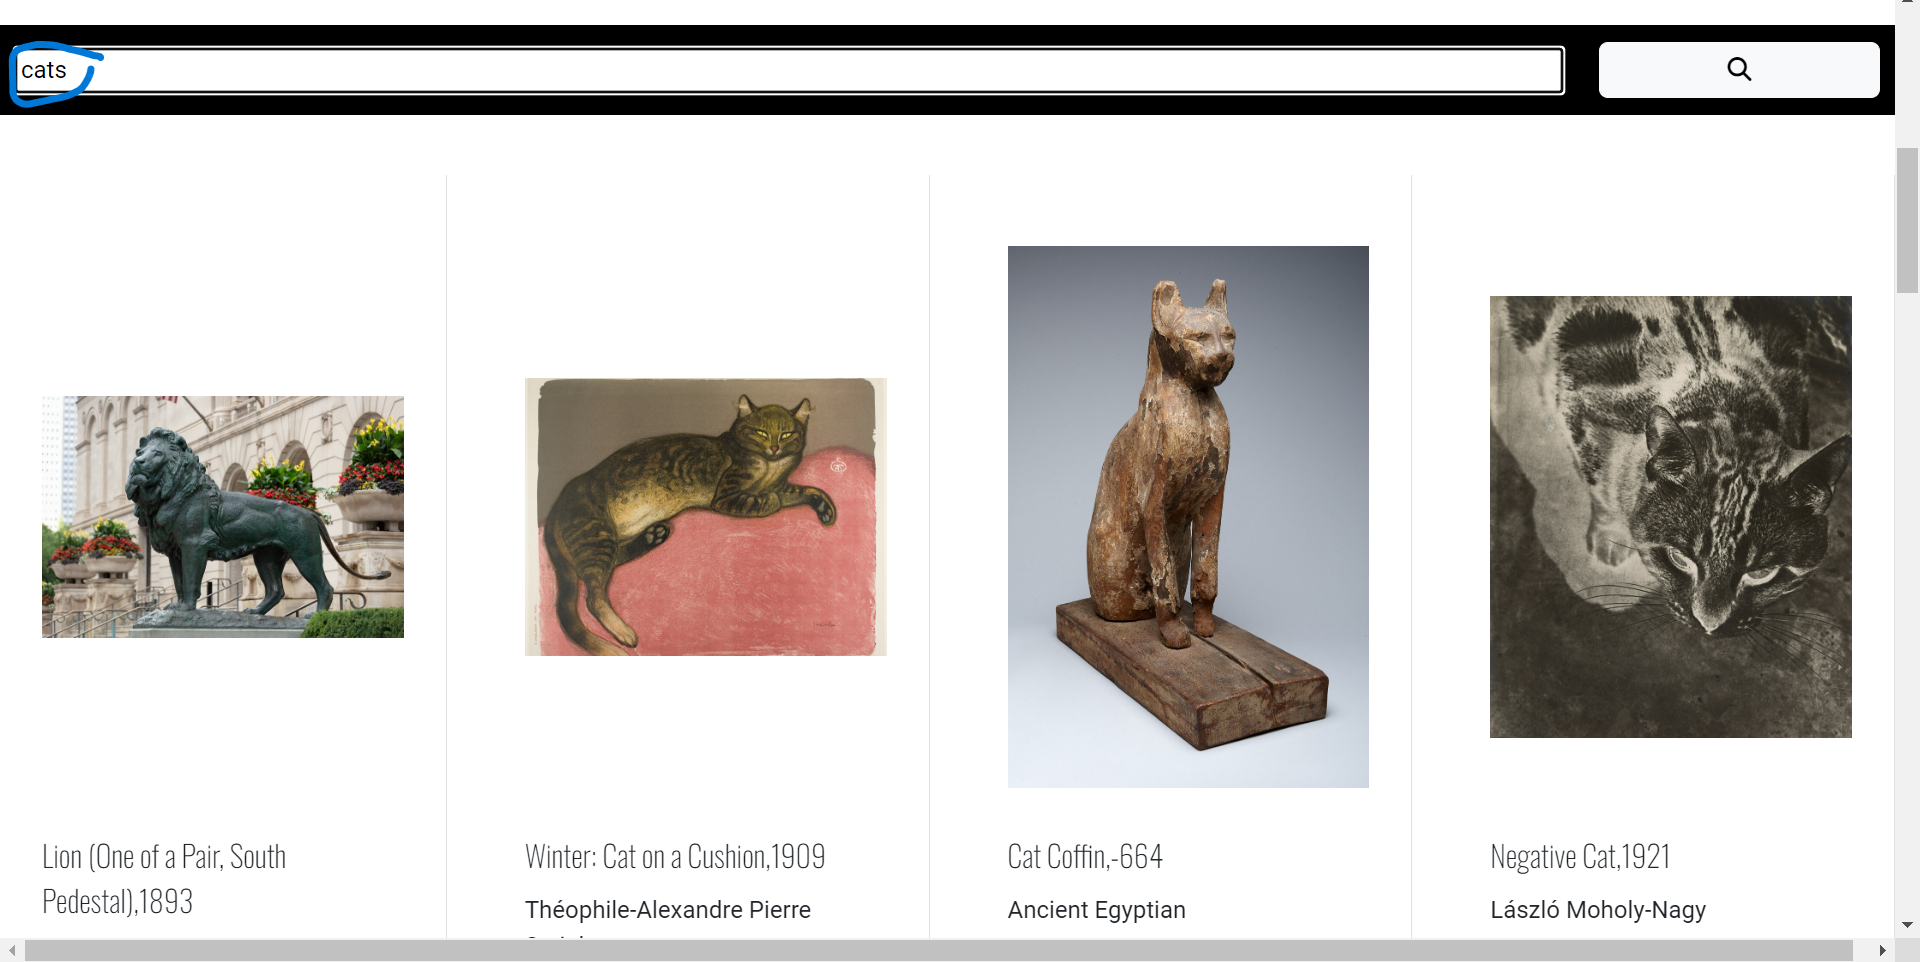 cats
Lion (One of a Pair, South
Pedestal),1893
Winter: Cat on a Cushion,1909
Théophile-Alexandre Pierre
Cat Coffin,-664
Ancient Egyptian
Negative Cat,1921
László Moholy-Nagy